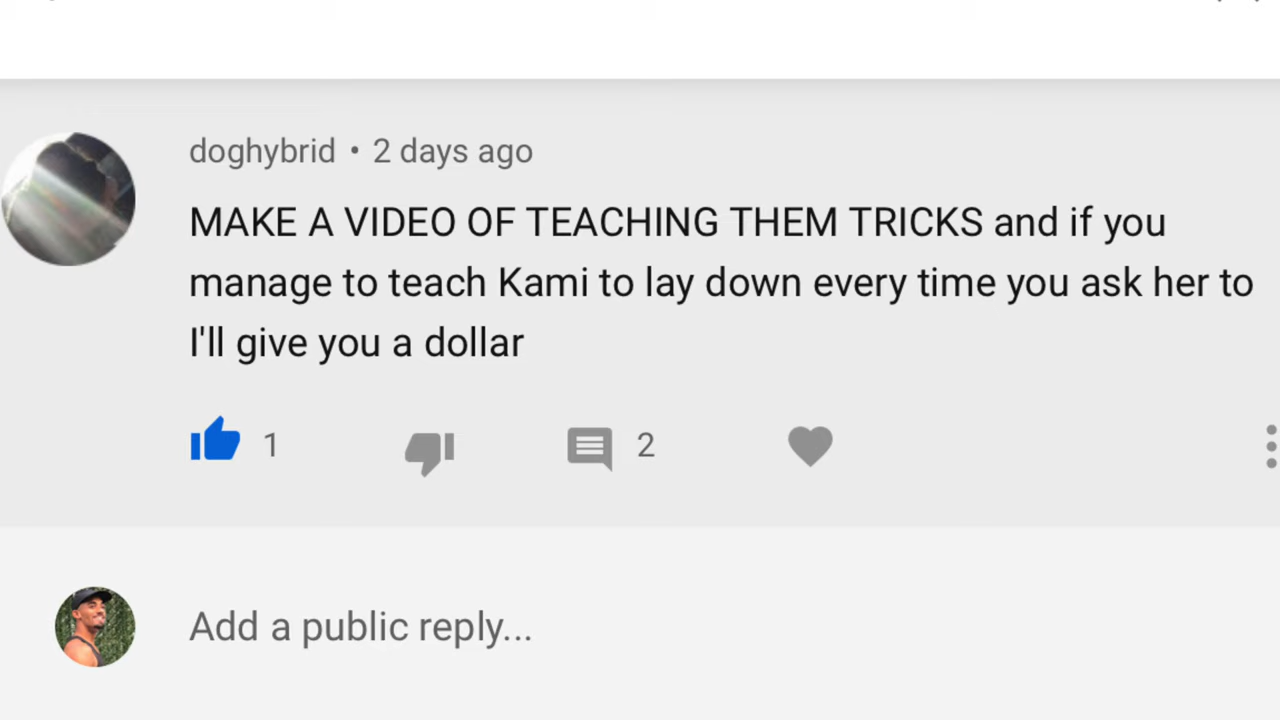 doghybrid • 2 days ago
MAKE A VIDEO OF TEACHING THEM TRICKS and if you
manage to teach Kami to lay down every time you ask her to
I'll give you a dollar
1
2
Add a public reply...